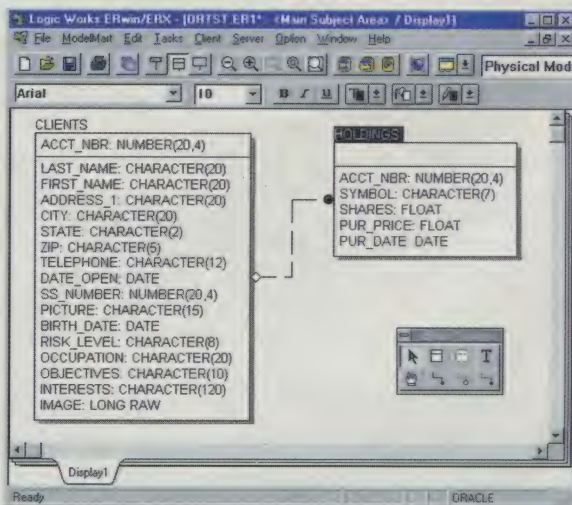 Logic Works ERwin/ERX - [ORTST.ER1* <Main Subject Area> / Display1]
File ModelMart Edit Tasks Client Server Option Window Help
Physical Mod
Arial 10 B I U
CLIENTS
ACCT_NBR: NUMBER(20,4)
LAST_NAME: CHARACTER(20)
FIRST_NAME: CHARACTER(20)
ADDRESS_1: CHARACTER(20)
CITY: CHARACTER(20)
STATE: CHARACTER(2)
ZIP: CHARACTER(5)
TELEPHONE: CHARACTER(12)
DATE_OPEN: DATE
SS_NUMBER: NUMBER(20,4)
PICTURE: CHARACTER(15)
BIRTH_DATE: DATE
RISK_LEVEL: CHARACTER(8)
OCCUPATION: CHARACTER(20)
OBJECTIVES: CHARACTER(10)
INTERESTS: CHARACTER(120)
IMAGE: LONG RAW
HOLDINGS
ACCT_NBR: NUMBER(20,4)
SYMBOL: CHARACTER(7)
SHARES: FLOAT
PUR_PRICE: FLOAT
PUR_DATE: DATE
T
Display1
Ready
ORACLE